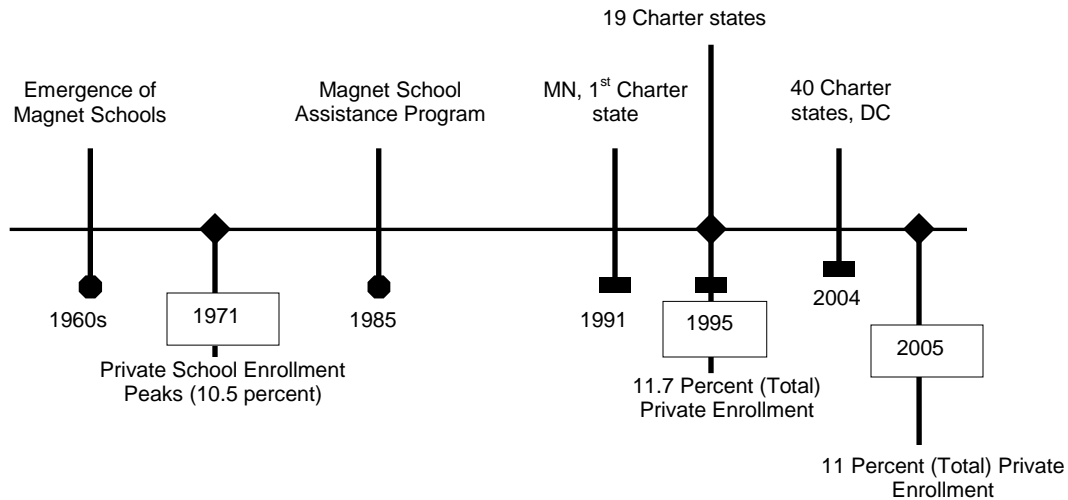 19 Charter states
Emergence of
Magnet Schools
Magnet School
Assistance Program
MN, 1st Charter
state
40 Charter
states, DC
1960s
1971
1985
1991
1995
2004
2005
Private School Enrollment
Peaks (10.5 percent)
11.7 Percent (Total)
Private Enrollment
11 Percent (Total) Private
Enrollment